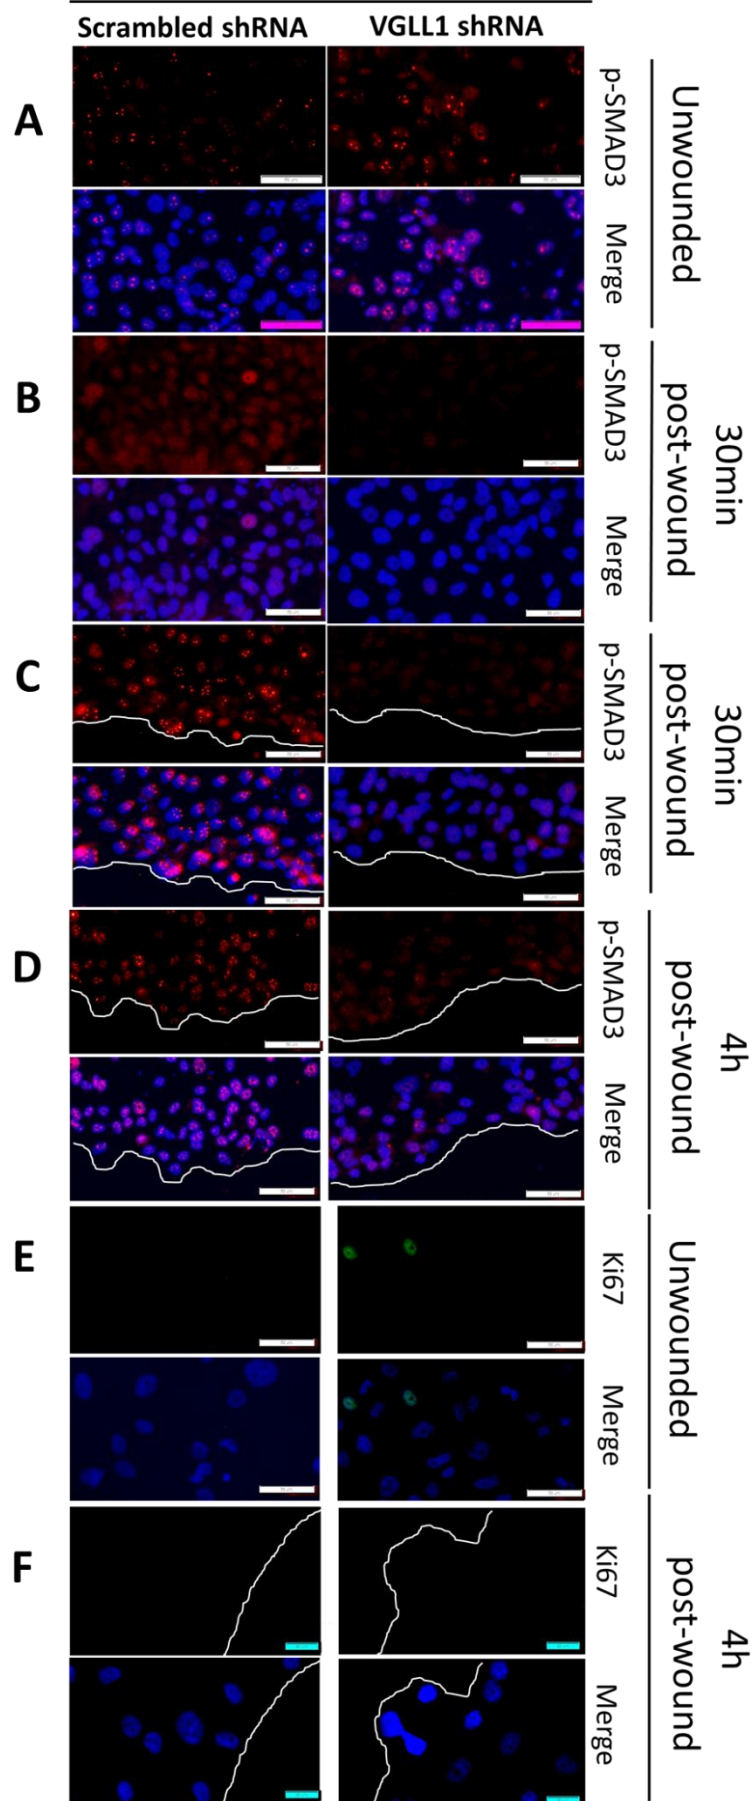 Scrambled shRNA VGLL1 shRNA
A
p-SMAD3
Merge
Unwounded
B
p-SMAD3
Merge
30min
post-wound
C
p-SMAD3
Merge
30min
post-wound
D
p-SMAD3
Merge
4h
post-wound
E
Ki67
Merge
Unwounded
F
Ki67
Merge
4h
post-wound